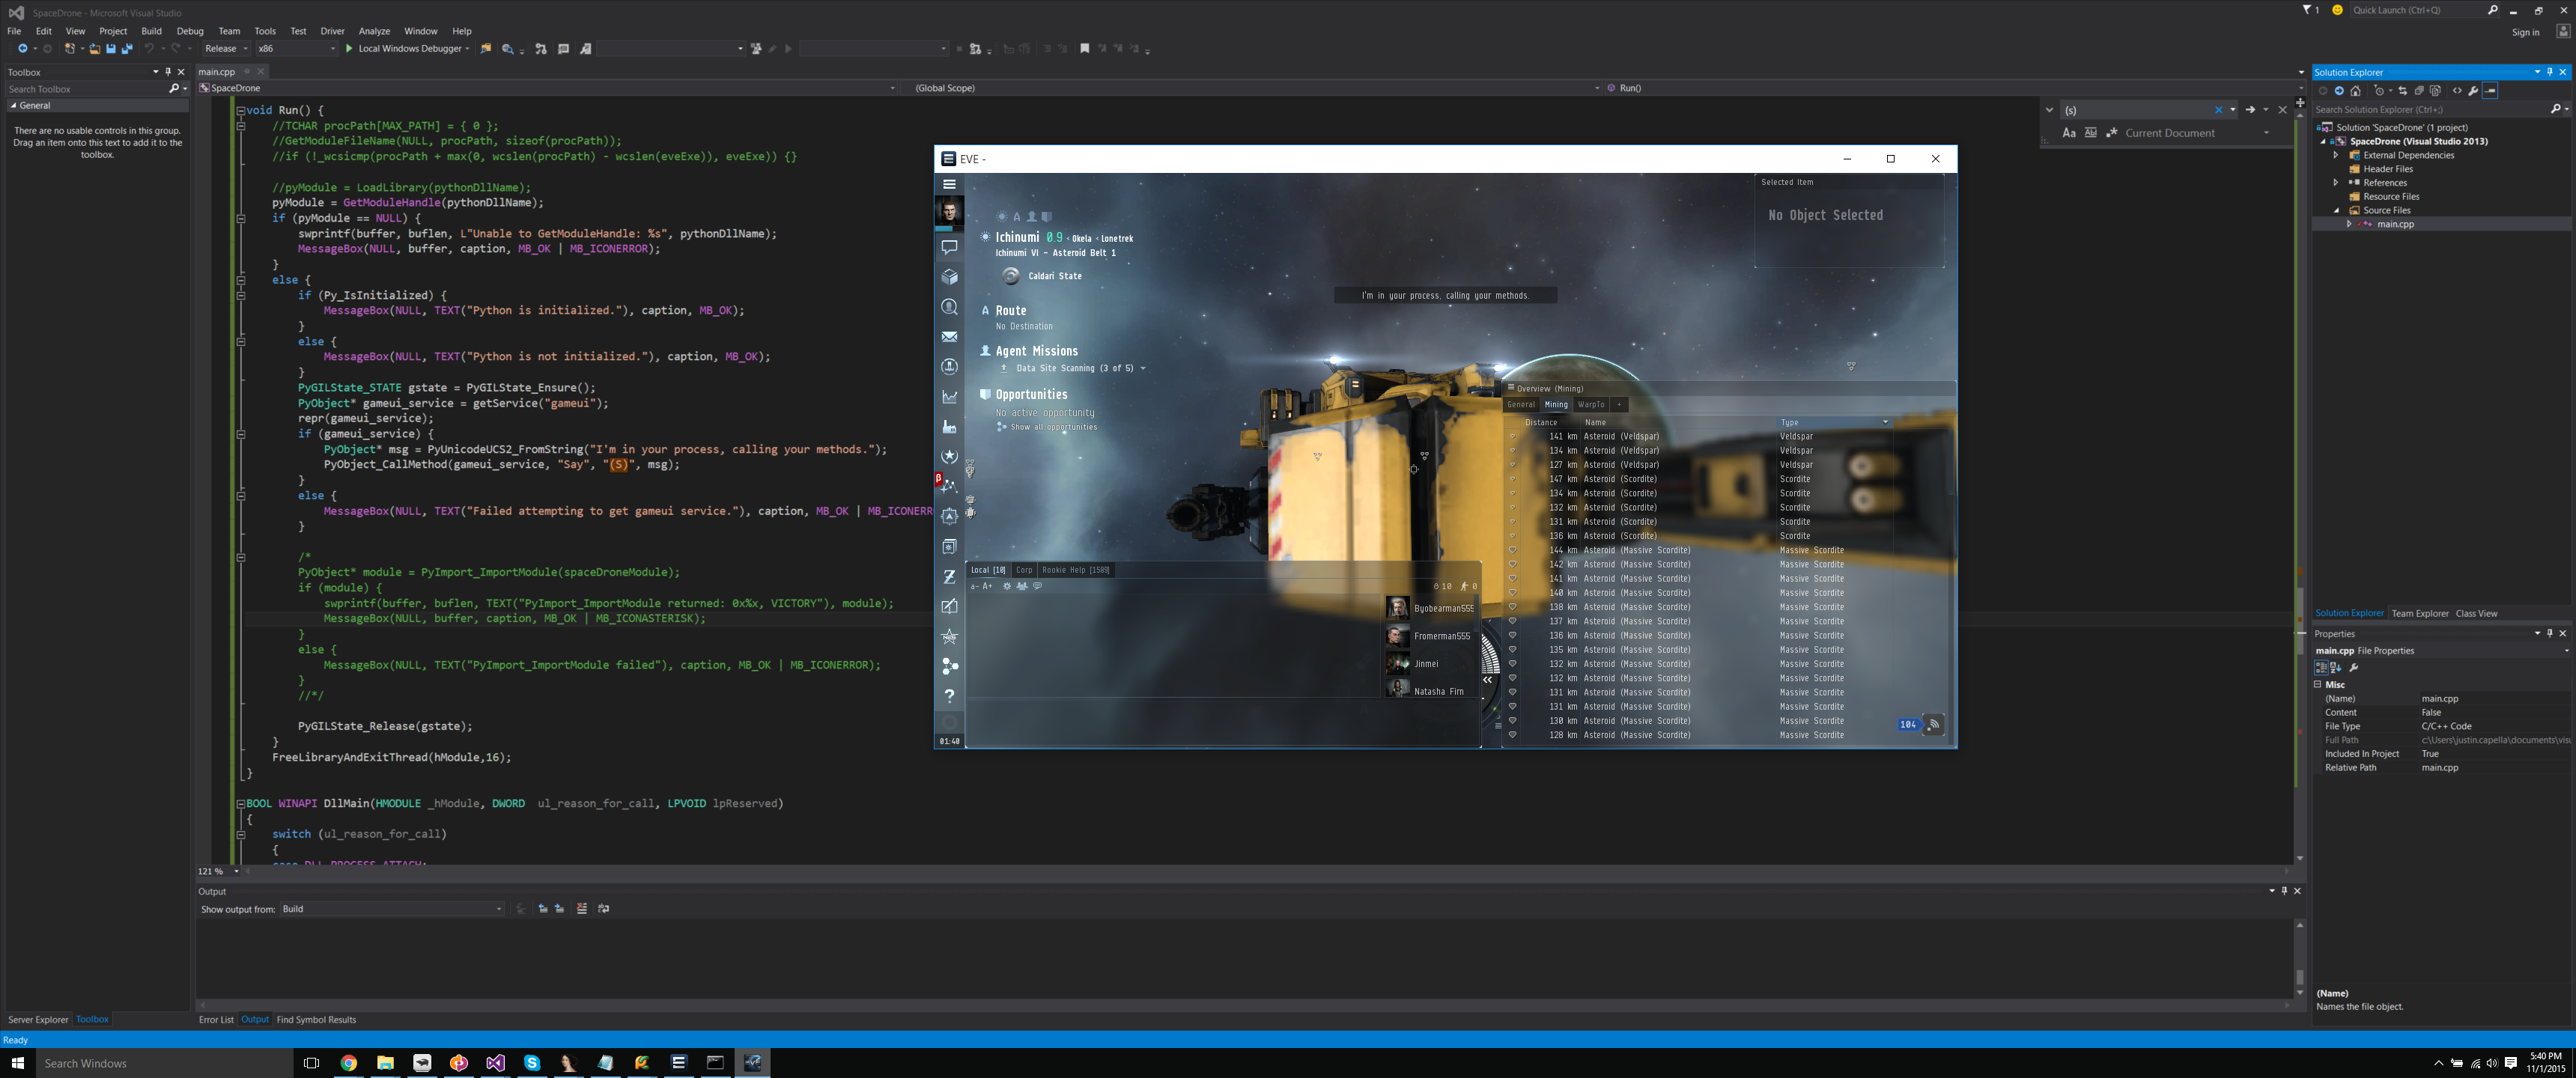 SpaceDrone - Microsoft Visual Studio
1
Quick Launch (Ctrl+Q)
File Edit View Project Build Debug Team Tools Test Driver Analyze Window Help
Sign in
Release x86 Local Windows Debugger
Toolbox
Search Toolbox
General
There are no usable controls in this group.
Drag an item onto this text to add it to the
toolbox.
main.cpp
SpaceDrone
(Global Scope)
Run()
void Run() {
//TCHAR procPath[MAX_PATH] = { 0 };
//GetModuleFileName(NULL, procPath, sizeof(procPath));
//if (!_wcsicmp(procPath + max(0, wcslen(procPath) - wcslen(eveExe)), eveExe)) {}
//pyModule = LoadLibrary(pythonDllName);
pyModule = GetModuleHandle(pythonDllName);
if (pyModule == NULL) {
swprintf(buffer, buflen, L"Unable to GetModuleHandle: %s", pythonDllName);
MessageBox(NULL, buffer, caption, MB_OK | MB_ICONERROR);
}
else {
if (Py_IsInitialized) {
MessageBox(NULL, TEXT("Python is initialized."), caption, MB_OK);
}
else {
MessageBox(NULL, TEXT("Python is not initialized."), caption, MB_OK);
}
PyGILState_STATE gstate = PyGILState_Ensure();
PyObject* gameui_service = getService("gameui");
repr(gameui_service);
if (gameui_service) {
PyObject* msg = PyUnicodeUCS2_FromString("I'm in your process, calling your methods.");
PyObject_CallMethod(gameui_service, "Say", "(S)", msg);
}
else {
MessageBox(NULL, TEXT("Failed attempting to get gameui service."), caption, MB_OK | MB_ICONERR
}
/*
PyObject* module = PyImport_ImportModule(spaceDroneModule);
if (module) {
swprintf(buffer, buflen, TEXT("PyImport_ImportModule returned: 0x%x, VICTORY"), module);
MessageBox(NULL, buffer, caption, MB_OK | MB_ICONASTERISK);
}
else {
MessageBox(NULL, TEXT("PyImport_ImportModule failed"), caption, MB_OK | MB_ICONERROR);
}
//*/
PyGILState_Release(gstate);
}
FreeLibraryAndExitThread(hModule,16);
}
BOOL WINAPI DllMain(HMODULE _hModule, DWORD ul_reason_for_call, LPVOID lpReserved)
{
switch (ul_reason_for_call)
{
case DLL_PROCESS_ATTACH:
121 %
(s)
Aa Current Document
EVE -
Ichinumi 0.9 < Okela < Lonetrek
Ichinumi VI - Asteroid Belt 1
Caldari State
Route
No Destination
Agent Missions
Data Site Scanning (3 of 5)
Opportunities
No active opportunity
Show all opportunities
I'm in your process, calling your methods.
Selected Item
No Object Selected
Overview (Mining)
General Mining WarpTo +
Distance Name Type
141 km Asteroid (Veldspar) Veldspar
134 km Asteroid (Veldspar) Veldspar
127 km Asteroid (Veldspar) Veldspar
147 km Asteroid (Scordite) Scordite
134 km Asteroid (Scordite) Scordite
132 km Asteroid (Scordite) Scordite
131 km Asteroid (Scordite) Scordite
136 km Asteroid (Scordite) Scordite
144 km Asteroid (Massive Scordite) Massive Scordite
142 km Asteroid (Massive Scordite) Massive Scordite
141 km Asteroid (Massive Scordite) Massive Scordite
140 km Asteroid (Massive Scordite) Massive Scordite
138 km Asteroid (Massive Scordite) Massive Scordite
137 km Asteroid (Massive Scordite) Massive Scordite
136 km Asteroid (Massive Scordite) Massive Scordite
135 km Asteroid (Massive Scordite) Massive Scordite
132 km Asteroid (Massive Scordite) Massive Scordite
132 km Asteroid (Massive Scordite) Massive Scordite
131 km Asteroid (Massive Scordite) Massive Scordite
131 km Asteroid (Massive Scordite) Massive Scordite
130 km Asteroid (Massive Scordite) Massive Scordite
128 km Asteroid (Massive Scordite) Massive Scordite
104
Local [10] Corp Rookie Help [1589]
a- A+
10 0
Byobearman555
Fromerman555
Jinmei
Natasha Firn
01:40
Solution Explorer
Search Solution Explorer (Ctrl+;)
Solution 'SpaceDrone' (1 project)
SpaceDrone (Visual Studio 2013)
External Dependencies
Header Files
References
Resource Files
Source Files
main.cpp
Solution Explorer Team Explorer Class View
Properties
main.cpp File Properties
Misc
(Name) main.cpp
Content False
File Type C/C++ Code
Full Path c:\Users\justin.capella\documents\visu
Included In Project True
Relative Path main.cpp
(Name)
Names the file object.
Output
Show output from: Build
Server Explorer Toolbox
Error List Output Find Symbol Results
Ready
Search Windows
5:40 PM
11/1/2015